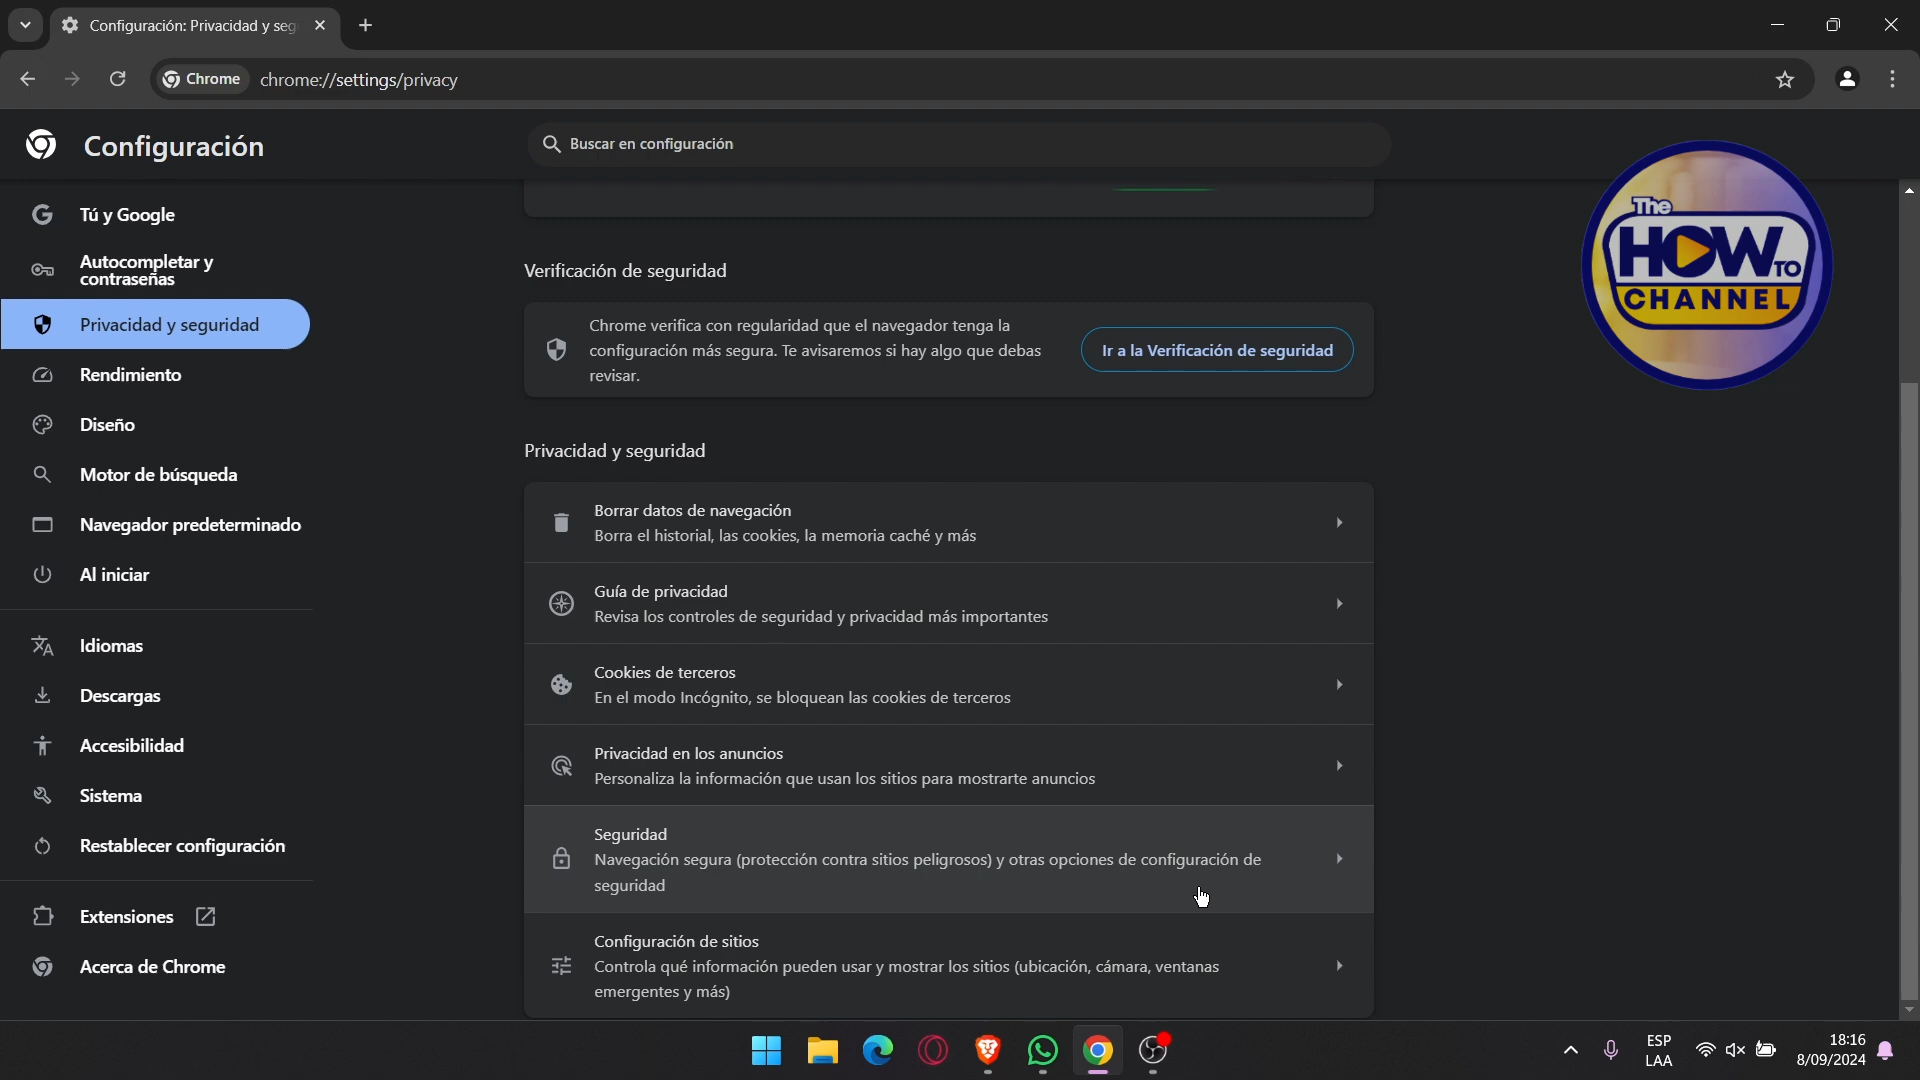 Configuración: Privacidad y seg
Chrome
chrome://settings/privacy
Configuración
Buscar en configuración
Tú y Google
Autocompletar y
contraseñas
Privacidad y seguridad
Rendimiento
Diseño
Motor de búsqueda
Navegador predeterminado
Al iniciar
Idiomas
Descargas
Accesibilidad
Sistema
Restablecer configuración
Extensiones
Acerca de Chrome
Verificación de seguridad
Chrome verifica con regularidad que el navegador tenga la
configuración más segura. Te avisaremos si hay algo que debas
revisar.
Ir a la Verificación de seguridad
Privacidad y seguridad
Borrar datos de navegación
Borra el historial, las cookies, la memoria caché y más
Guía de privacidad
Revisa los controles de seguridad y privacidad más importantes
Cookies de terceros
En el modo Incógnito, se bloquean las cookies de terceros
Privacidad en los anuncios
Personaliza la información que usan los sitios para mostrarte anuncios
Seguridad
Navegación segura (protección contra sitios peligrosos) y otras opciones de configuración de
seguridad
Configuración de sitios
Controla qué información pueden usar y mostrar los sitios (ubicación, cámara, ventanas
emergentes y más)
The
HOW TO
CHANNEL
ESP
LAA
18:16
8/09/2024